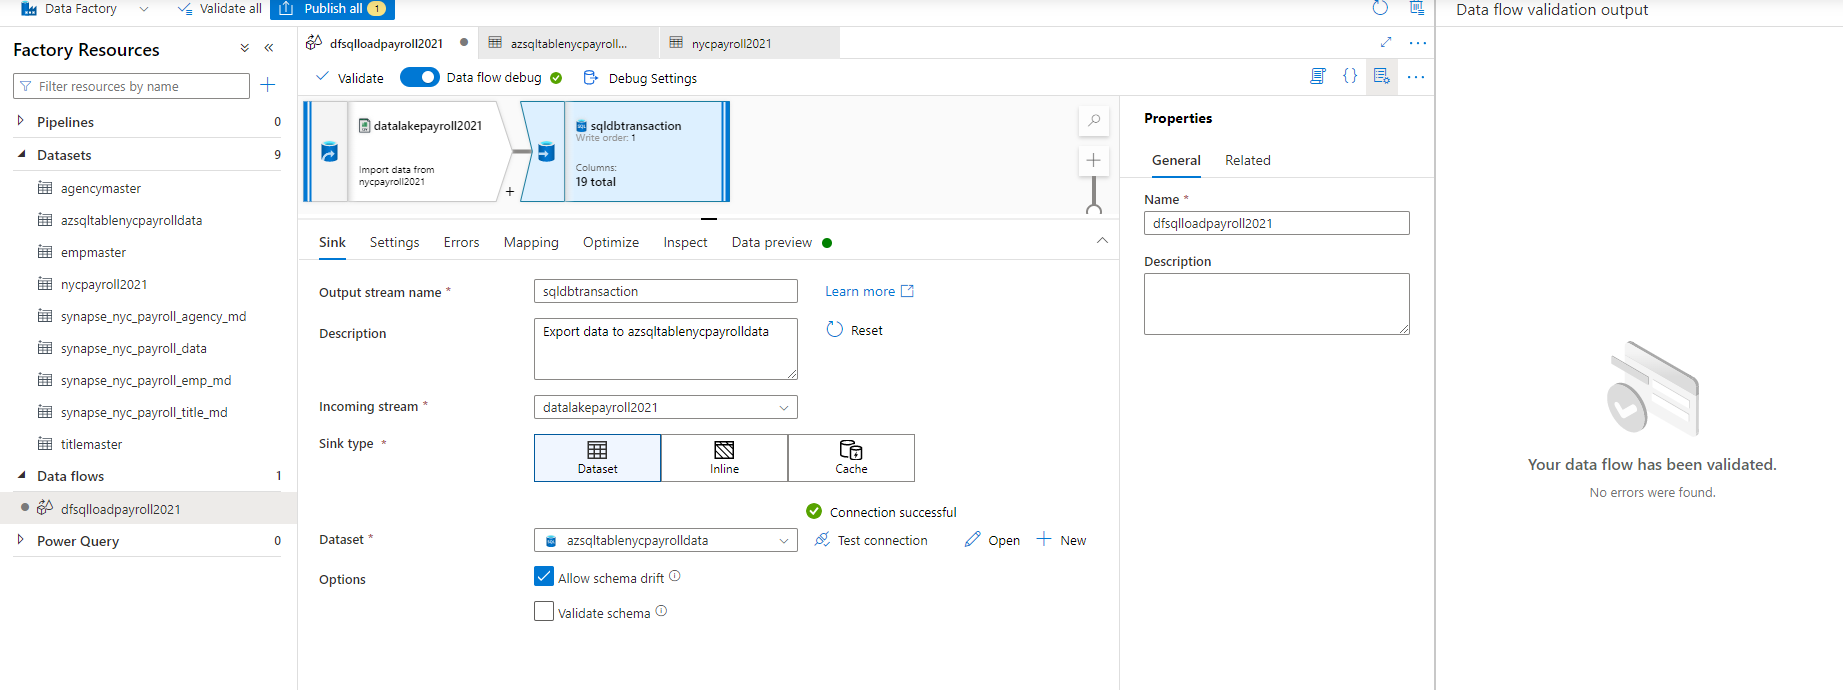 Data Factory
Validate all
Publish all 1
Data flow validation output
Factory Resources
Filter resources by name
Pipelines 0
Datasets 9
agencymaster
azsqltablenycpayrolldata
empmaster
nycpayroll2021
synapse_nyc_payroll_agency_md
synapse_nyc_payroll_data
synapse_nyc_payroll_emp_md
synapse_nyc_payroll_title_md
titlemaster
Data flows 1
dfsqlloadpayroll2021
Power Query 0
dfsqlloadpayroll2021
azsqltablenycpayroll...
nycpayroll2021
Validate
Data flow debug
Debug Settings
datalakepayroll2021
Import data from
nycpayroll2021
+
sqldbtransaction
Write order: 1
Columns:
19 total
Sink
Settings
Errors
Mapping
Optimize
Inspect
Data preview
Output stream name *
sqldbtransaction
Learn more
Description
Export data to azsqltablenycpayrolldata
Reset
Incoming stream *
datalakepayroll2021
Sink type *
Dataset
Inline
Cache
Connection successful
Dataset *
azsqltablenycpayrolldata
Test connection
Open
New
Options
Allow schema drift
Validate schema
Properties
General
Related
Name *
dfsqlloadpayroll2021
Description
Your data flow has been validated.
No errors were found.